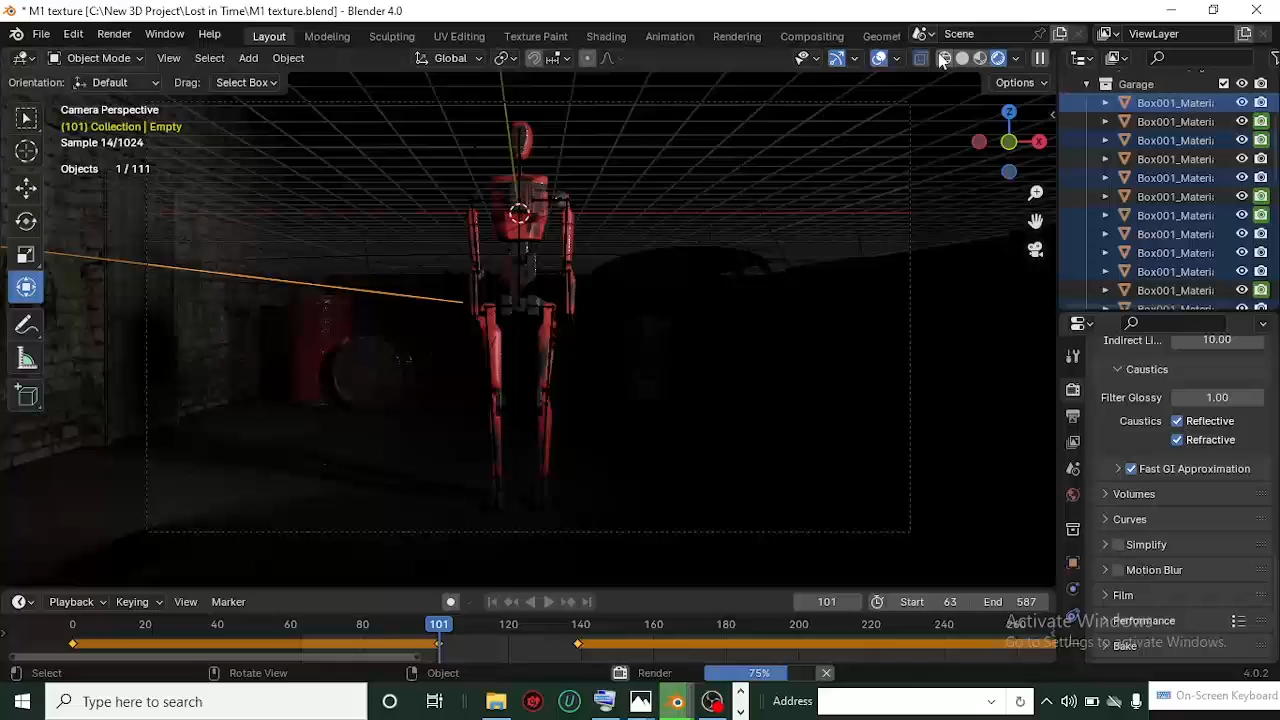 * M1 texture [C:\New 3D Project\Lost in Time\M1 texture.blend] - Blender 4.0
File Edit Render Window Help Layout Modeling Sculpting UV Editing Texture Paint Shading Animation Rendering Compositing Geomet Scene ViewLayer
Object Mode View Select Add Object Global
Orientation: Default Drag: Select Box Options
Camera Perspective
(101) Collection | Empty
Sample 14/1024
Objects 1 / 111
Z
X
Garage
Box001_Materi
Box001_Materi
Box001_Materi
Box001_Materi
Box001_Materi
Box001_Materi
Box001_Materi
Box001_Materi
Box001_Materi
Box001_Materi
Box001_Materi
Box001_Materi
Indirect Li... 10.00
Caustics
Filter Glossy 1.00
Caustics Reflective
Refractive
Fast GI Approximation
Volumes
Curves
Simplify
Motion Blur
Film
Performance
Bake
Activate Windows
Go to Settings to activate Windows.
Playback Keying View Marker 101 Start 63 End 587
0 20 40 60 80 101 120 140 160 180 200 220 240 260 280
Select Rotate View Object Render 75% 4.0.2
Type here to search Address On-Screen Keyboard